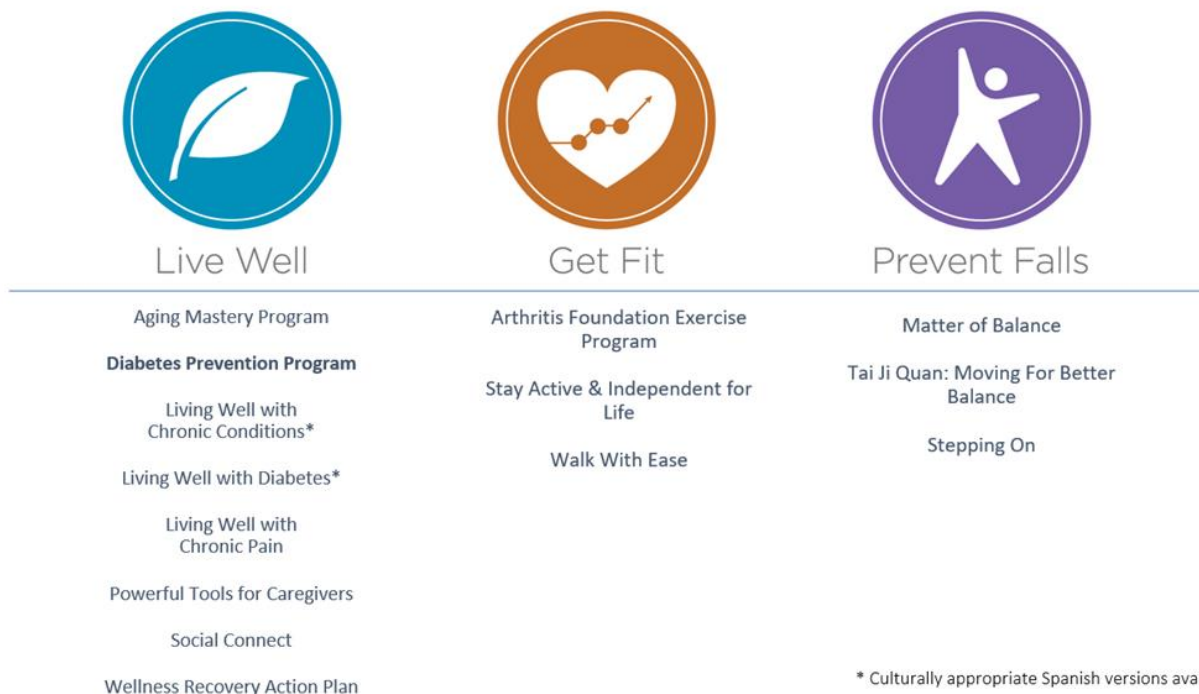 Live Well
Aging Mastery Program
Diabetes Prevention Program
Living Well with
Chronic Conditions*
Living Well with Diabetes*
Living Well with
Chronic Pain
Powerful Tools for Caregivers
Social Connect
Wellness Recovery Action Plan
Get Fit
Arthritis Foundation Exercise
Program
Stay Active & Independent for
Life
Walk With Ease
Prevent Falls
Matter of Balance
Tai Ji Quan: Moving For Better
Balance
Stepping On
* Culturally appropriate Spanish versions